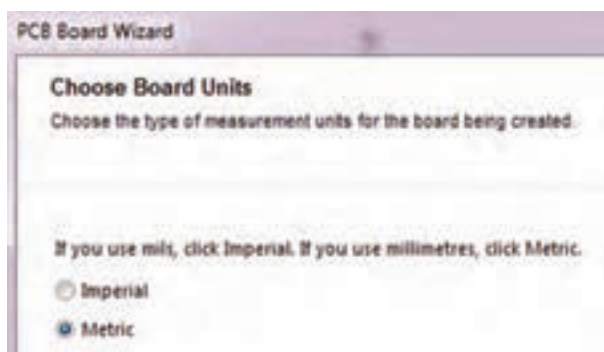 PCB Board Wizard
Choose Board Units
Choose the type of measurement units for the board being created.
If you use mils, click Imperial. If you use millimetres, click Metric.
Imperial
Metric